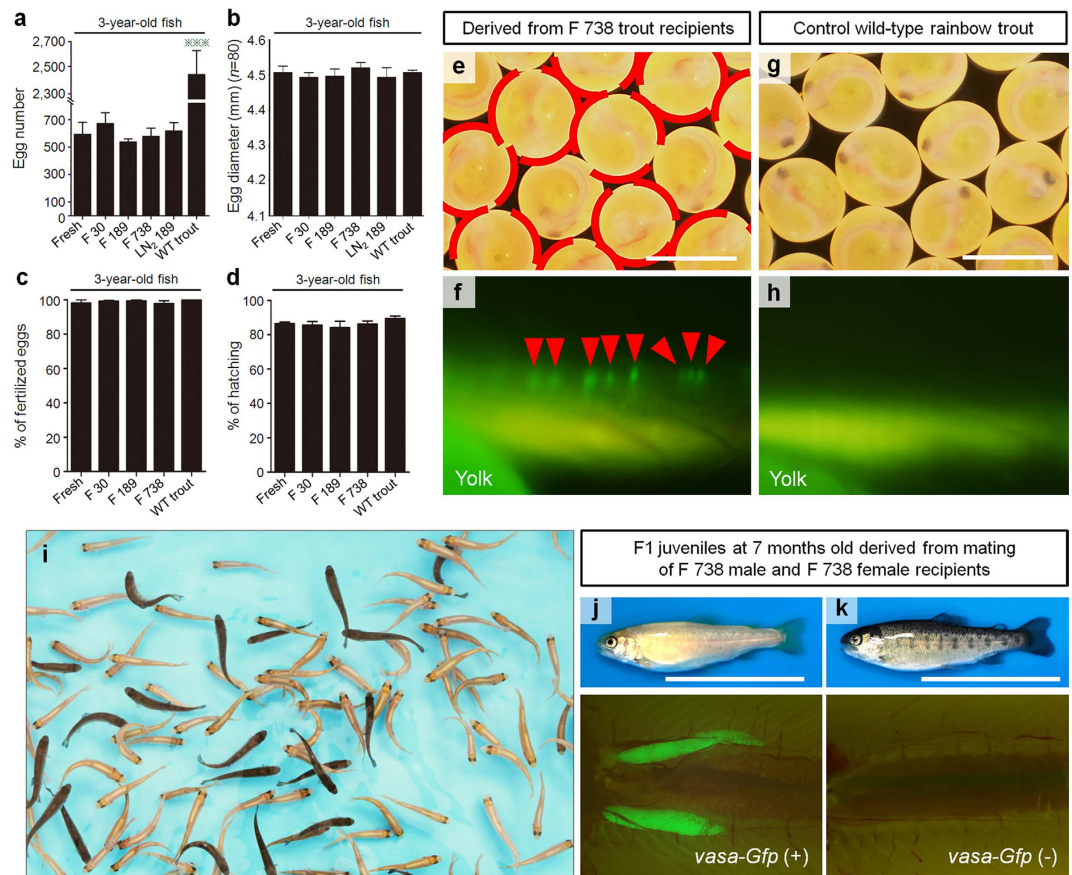 a
3-year-old fish
※※※
2,700
2,500
2,300
700
500
300
200
100
0
Egg number
Fresh
F 30
F 189
F 738
LN2 189
WT trout
b
3-year-old fish
4.6
4.5
4.4
4.3
4.2
4.1
Egg diameter (mm) (n=80)
Fresh
F 30
F 189
F 738
LN2 189
WT trout
c
3-year-old fish
100
80
60
40
20
0
% of fertilized eggs
Fresh
F 30
F 189
F 738
WT trout
d
3-year-old fish
100
80
60
40
20
0
% of hatching
Fresh
F 30
F 189
F 738
WT trout
Derived from F 738 trout recipients
Control wild-type rainbow trout
e
g
f
Yolk
h
Yolk
i
F1 juveniles at 7 months old derived from mating
of F 738 male and F 738 female recipients
j
k
vasa-Gfp (+)
vasa-Gfp (-)